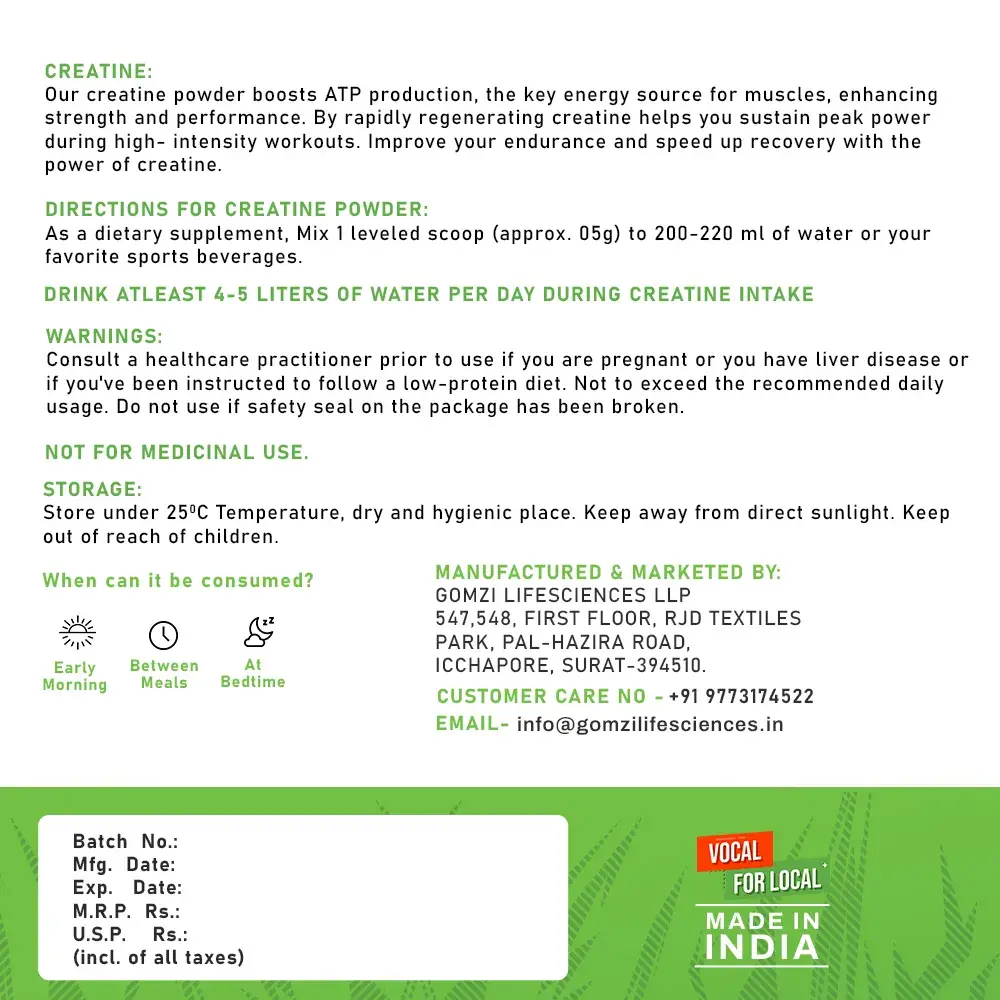 CREATINE:
Our creatine powder boosts ATP production, the key energy source for muscles, enhancing
strength and performance. By rapidly regenerating creatine helps you sustain peak power
during high- intensity workouts. Improve your endurance and speed up recovery with the
power of creatine.
DIRECTIONS FOR CREATINE POWDER:
As a dietary supplement, Mix 1 leveled scoop (approx. 05g) to 200-220 ml of water or your
favorite sports beverages.
DRINK ATLEAST 4-5 LITERS OF WATER PER DAY DURING CREATINE INTAKE
WARNINGS:
Consult a healthcare practitioner prior to use if you are pregnant or you have liver disease or
if you've been instructed to follow a low-protein diet. Not to exceed the recommended daily
usage. Do not use if safety seal on the package has been broken.
NOT FOR MEDICINAL USE.
STORAGE:
Store under 25⁰C Temperature, dry and hygienic place. Keep away from direct sunlight. Keep
out of reach of children.
When can it be consumed?
Early
Morning
Between
Meals
zz
At
Bedtime
MANUFACTURED & MARKETED BY:
GOMZI LIFESCIENCES LLP
547,548, FIRST FLOOR, RJD TEXTILES
PARK, PAL-HAZIRA ROAD,
ICCHAPORE, SURAT-394510.
CUSTOMER CARE NO - +91 9773174522
EMAIL- info@gomzilifesciences.in
Batch No.:
Mfg. Date:
Exp. Date:
M.R.P. Rs.:
U.S.P. Rs.:
(incl. of all taxes)
VOCAL
FOR LOCAL
MADE IN
INDIA